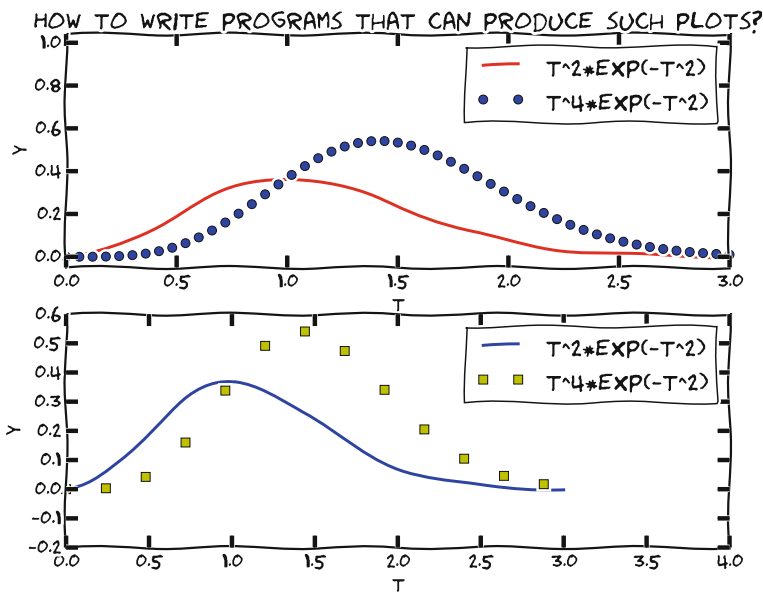 HOW TO WRITE PROGRAMS THAT CAN PRODUCE SUCH PLOTS?
1.0
0.8
0.6
0.4
0.2
0.0
Y
T^2*EXP(-T^2)
T^4*EXP(-T^2)
0.0 0.5 1.0 1.5 2.0 2.5 3.0
T
0.6
0.5
0.4
0.3
0.2
0.1
0.0
-0.1
-0.2
Y
T^2*EXP(-T^2)
T^4*EXP(-T^2)
0.0 0.5 1.0 1.5 2.0 2.5 3.0 3.5 4.0
T